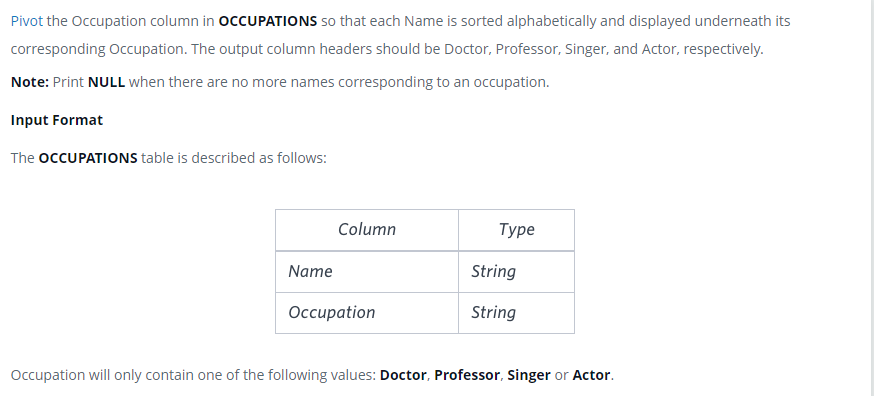 Pivot the Occupation column in OCCUPATIONS so that each Name is sorted alphabetically and displayed underneath its
corresponding Occupation. The output column headers should be Doctor, Professor, Singer, and Actor, respectively.
Note: Print NULL when there are no more names corresponding to an occupation.
Input Format
The OCCUPATIONS table is described as follows:
Column Type
Name String
Occupation String
Occupation will only contain one of the following values: Doctor, Professor, Singer or Actor.